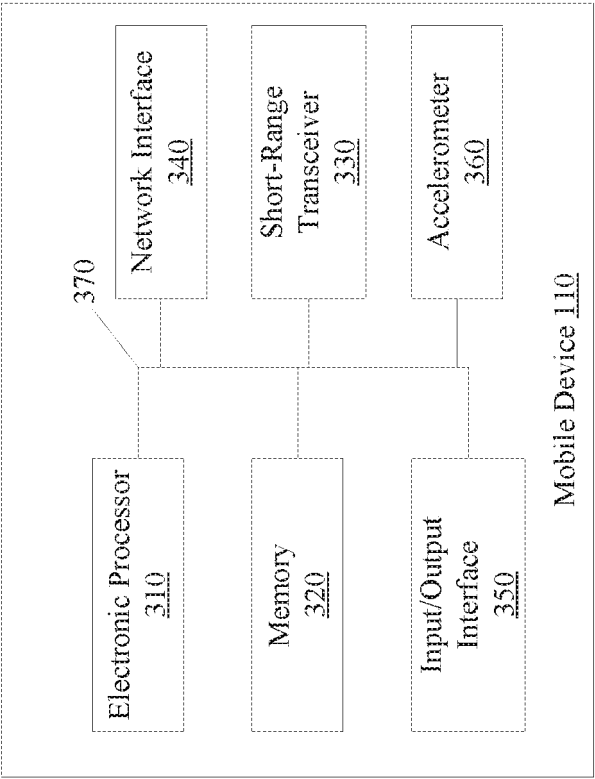 Electronic Processor
310
Memory
320
Input/Output
Interface
350
370
Network Interface
340
Short-Range
Transceiver
330
Accelerometer
360
Mobile Device 110